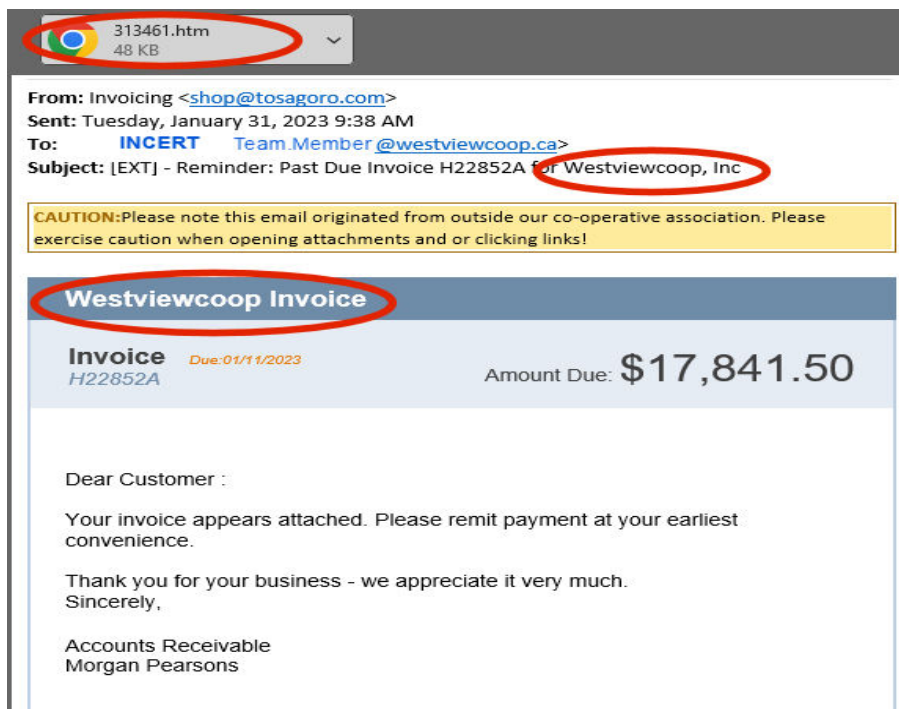 313461.htm
48 KB
From: Invoicing <shop@tosagoro.com>
Sent: Tuesday, January 31, 2023 9:38 AM
To: INCERT Team.Member@westviewcoop.ca>
Subject: [EXT] - Reminder: Past Due Invoice H22852A for Westviewcoop, Inc
CAUTION:Please note this email originated from outside our co-operative association. Please
exercise caution when opening attachments and or clicking links!
Westviewcoop Invoice
Invoice Due:01/11/2023
H22852A
Amount Due: $17,841.50
Dear Customer :
Your invoice appears attached. Please remit payment at your earliest
convenience.
Thank you for your business - we appreciate it very much.
Sincerely,
Accounts Receivable
Morgan Pearsons